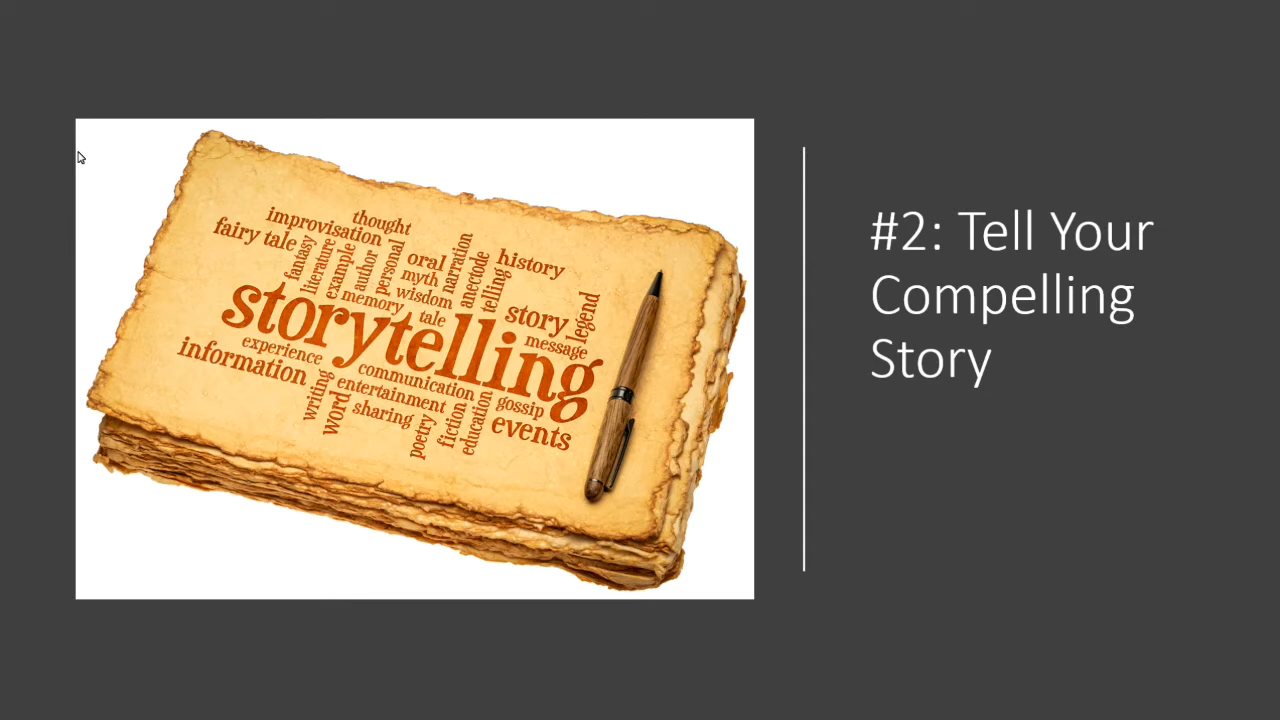 thought
improvisation
fairy tale
fantasy
literature
example
author
personal
oral
narration
history
myth
anectode
telling
wisdom
memory
tale
story
legend
storytelling
message
experience
information
communication
entertainment
gossip
writing
word
sharing
poetry
fiction
education
events
#2: Tell Your
Compelling
Story